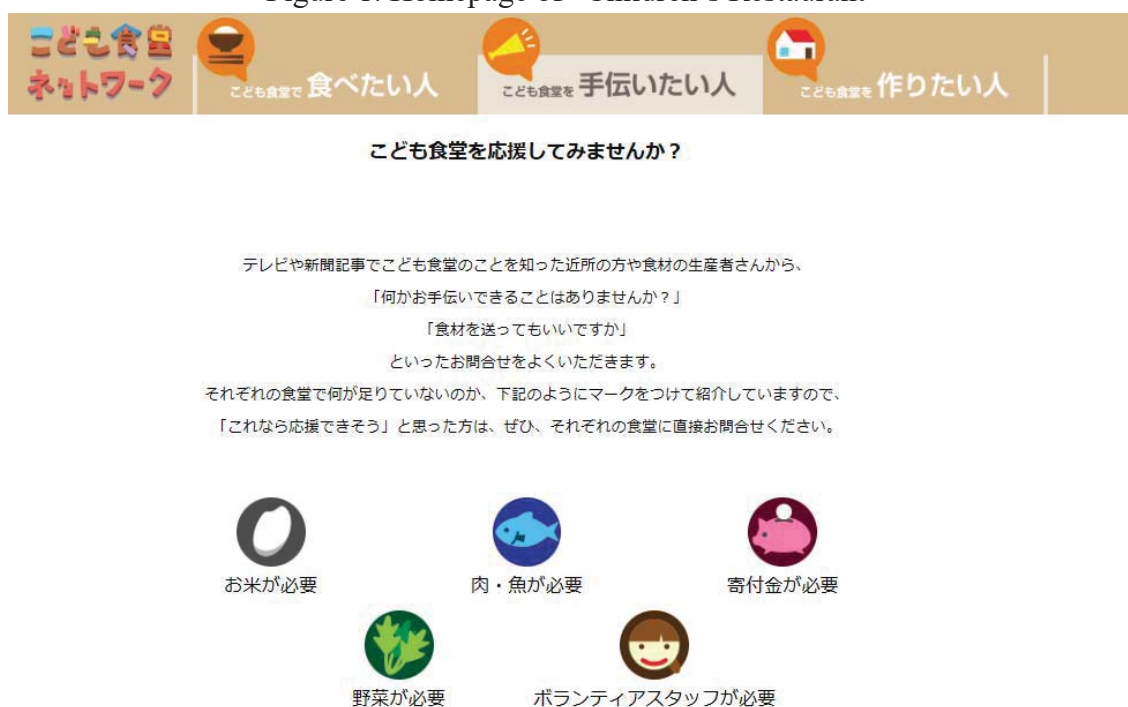 こども食堂
ネットワーク
こども食堂で 食べたい人
こども食堂を 手伝いたい人
こども食堂を 作りたい人
こども食堂を応援してみませんか？
テレビや新聞記事でこども食堂のことを知った近所の方や食材の生産者さんから、
「何かお手伝いできることはありませんか？」
「食材を送ってもいいですか」
といったお問合せをよくいただきます。
それぞれの食堂で何が足りていないのか、下記のようにマークをつけて紹介していますので、
「これなら応援できそう」と思った方は、ぜひ、それぞれの食堂に直接お問合せください。
お米が必要
肉・魚が必要
寄付金が必要
野菜が必要
ボランティアスタッフが必要